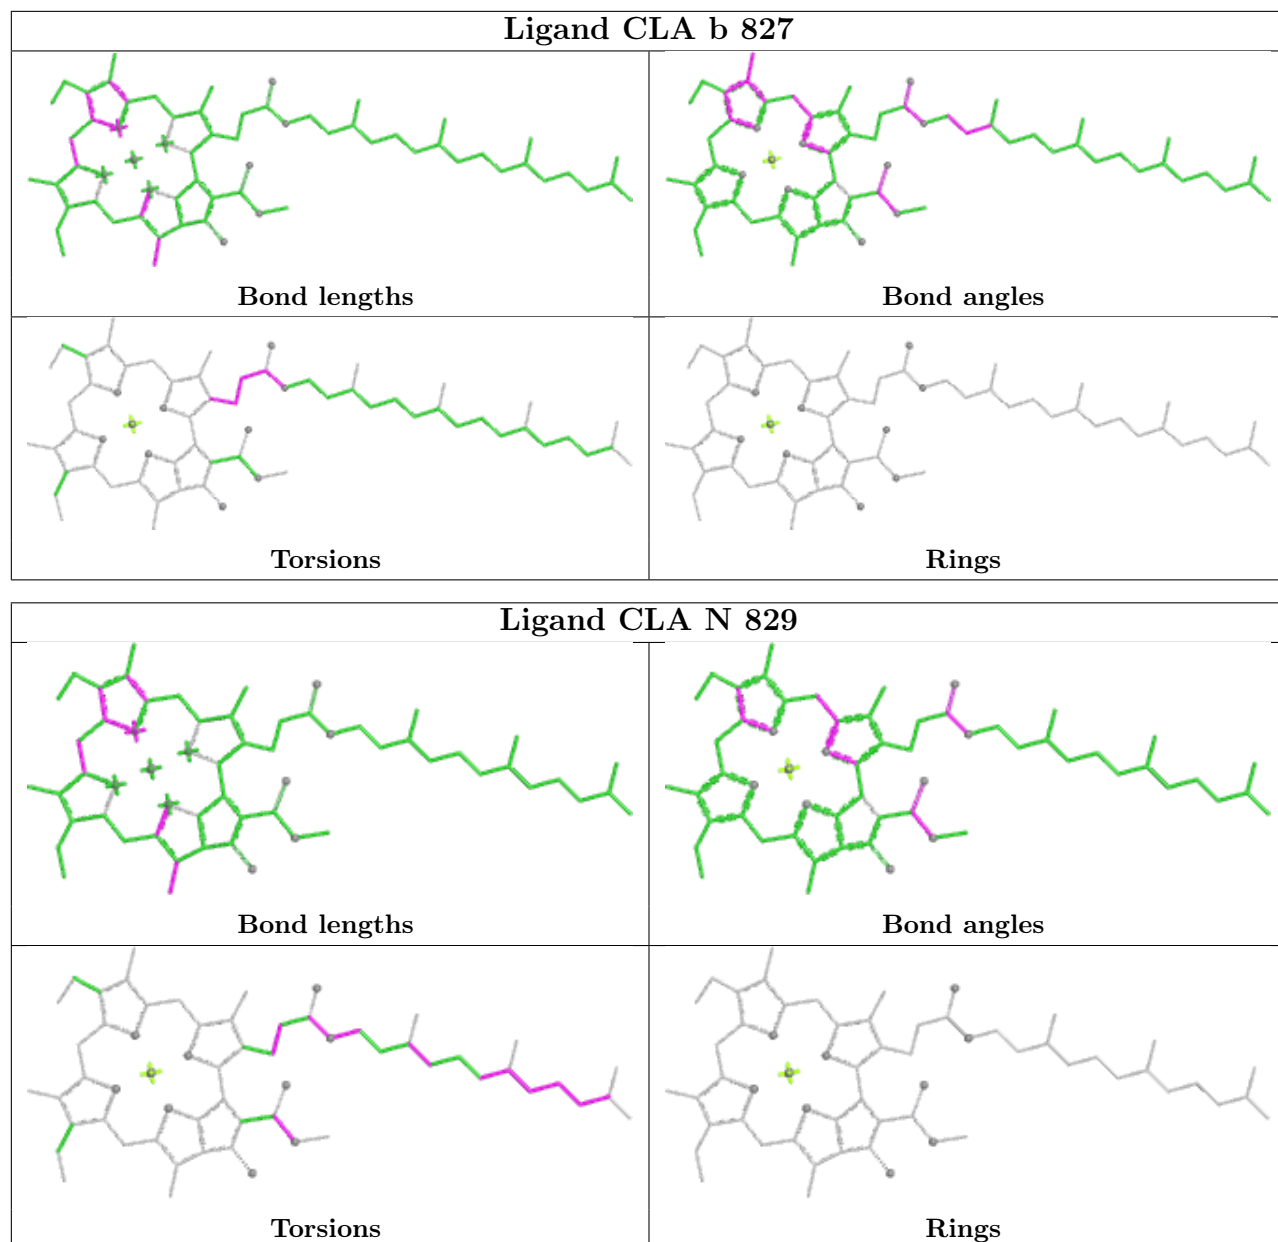 Ligand CLA b 827
Bond lengths
Bond angles
Torsions
Rings
Ligand CLA N 829
Bond lengths
Bond angles
Torsions
Rings